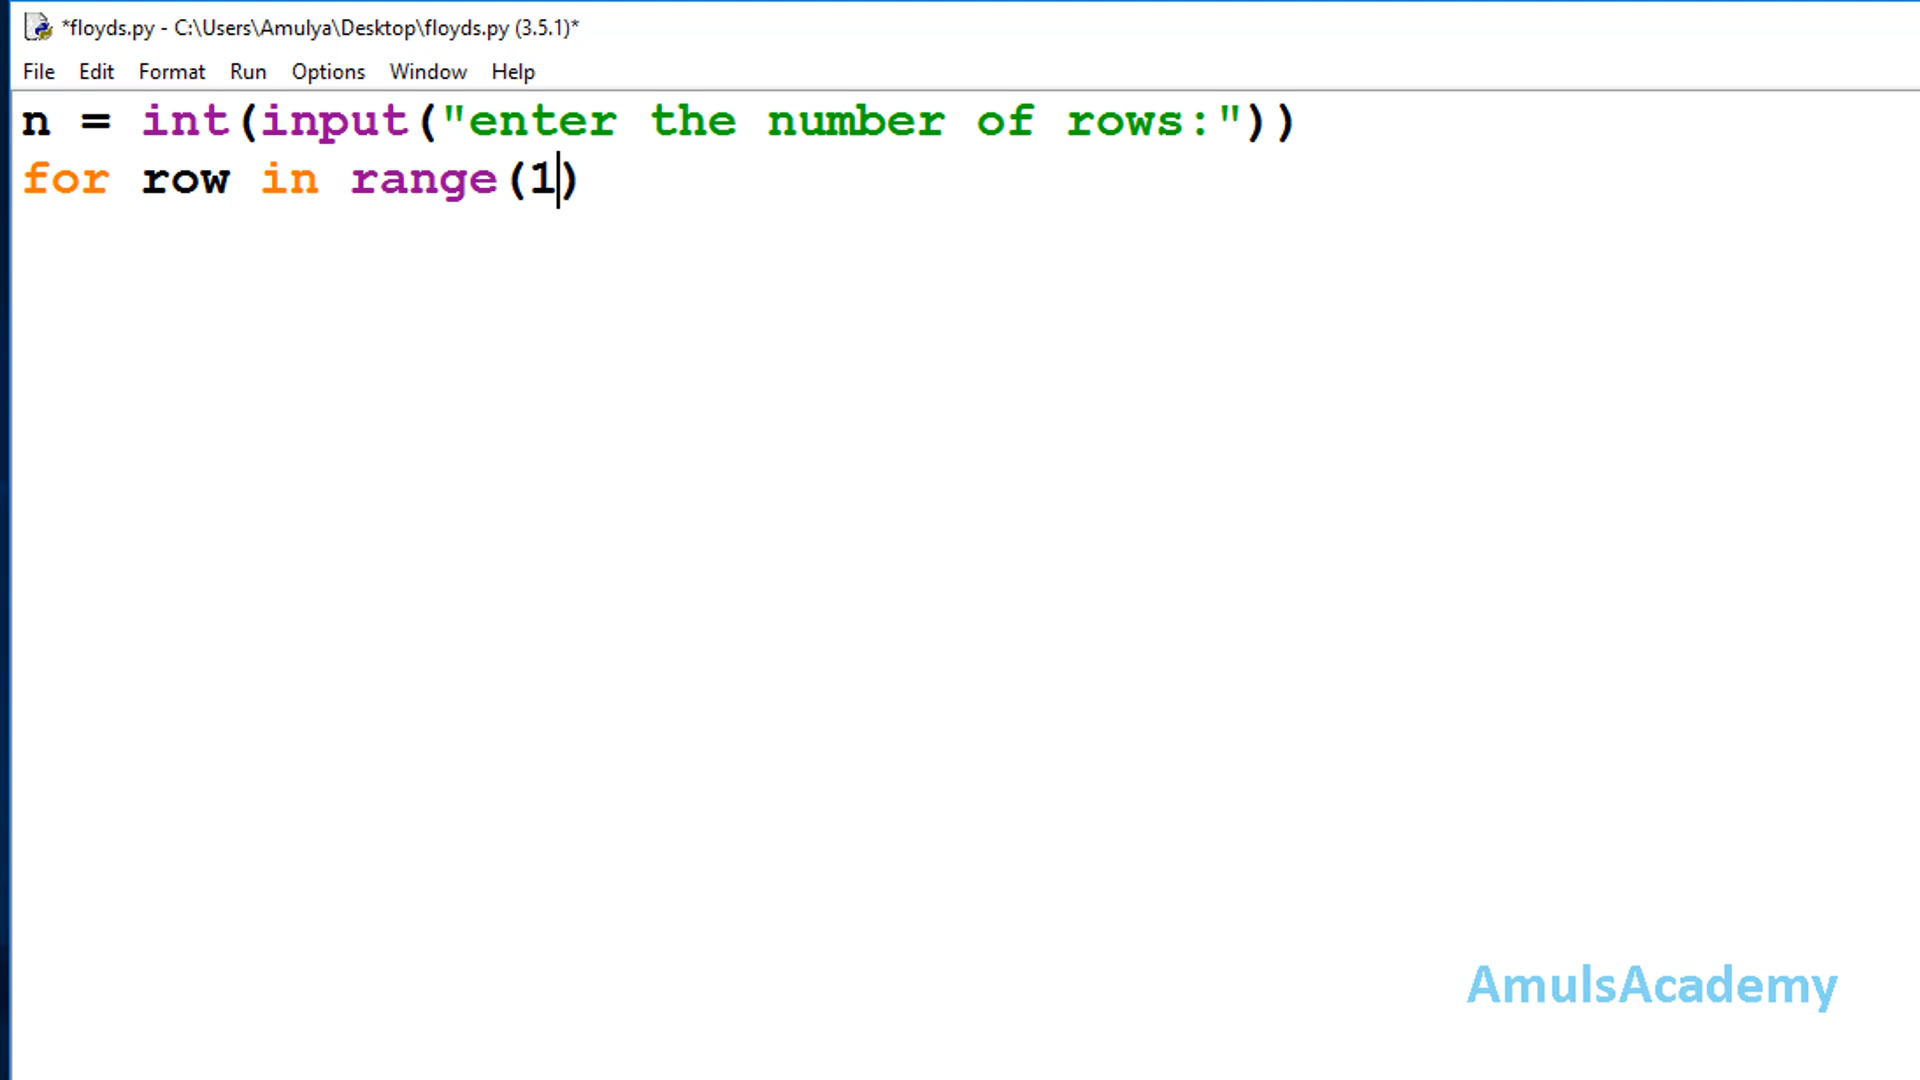 *floyds.py - C:\Users\Amulya\Desktop\floyds.py (3.5.1)*
File Edit Format Run Options Window Help
n = int(input("enter the number of rows:"))
for row in range(1)
AmulsAcademy